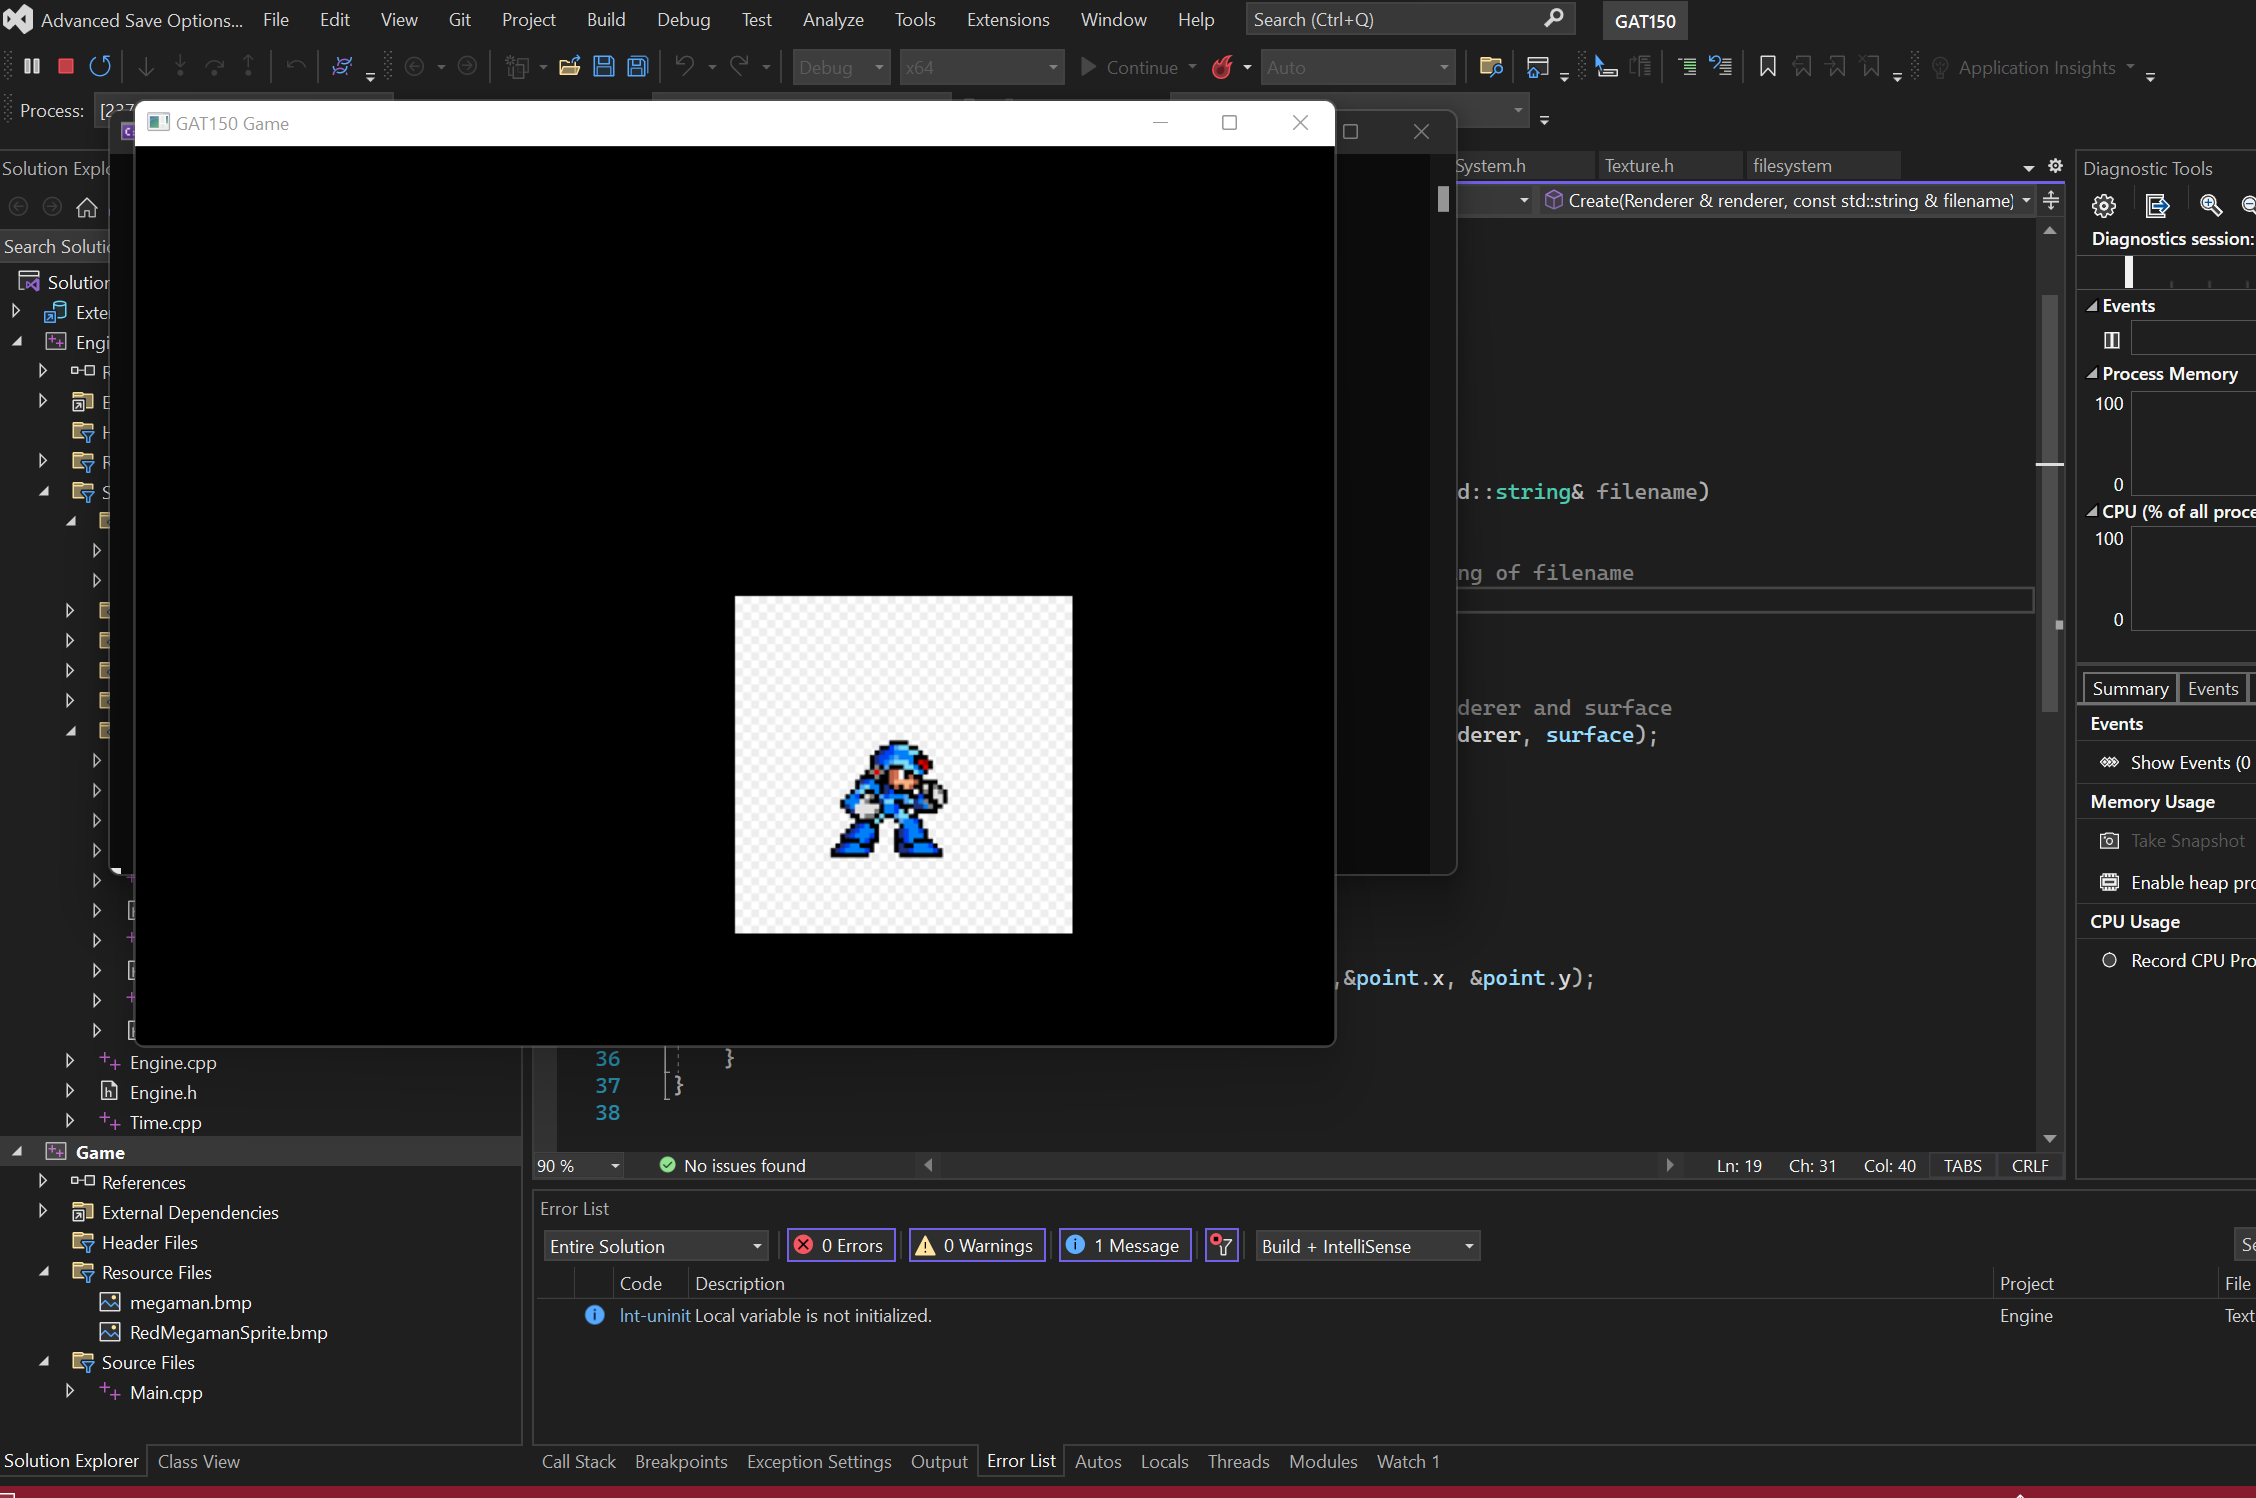 Advanced Save Options... File Edit View Git Project Build Debug Test Analyze Tools Extensions Window Help Search (Ctrl+Q) GAT150
Debug x64 Continue Auto Application Insights
Process:
GAT150 Game
Solution Explo
System.h Texture.h filesystem
Diagnostic Tools
Create(Renderer & renderer, const std::string & filename)
Search Solutio
Diagnostics session:
Solution
Exte
Engi
Events
Process Memory
100
0
CPU (% of all proce
100
0
d::string& filename)
ng of filename
derer and surface
derer, surface);
,&point.x, &point.y);
Summary Events
Events
Show Events (0
Memory Usage
Take Snapshot
Enable heap pro
CPU Usage
Record CPU Pro
36 }
37 }
38
Engine.cpp
Engine.h
Time.cpp
Game
References
External Dependencies
Header Files
Resource Files
megaman.bmp
RedMegamanSprite.bmp
Source Files
Main.cpp
90 % No issues found Ln: 19 Ch: 31 Col: 40 TABS CRLF
Error List
Entire Solution 0 Errors 0 Warnings 1 Message Build + IntelliSense Se
Code Description Project File
lnt-uninit Local variable is not initialized. Engine Text
Solution Explorer Class View
Call Stack Breakpoints Exception Settings Output Error List Autos Locals Threads Modules Watch 1